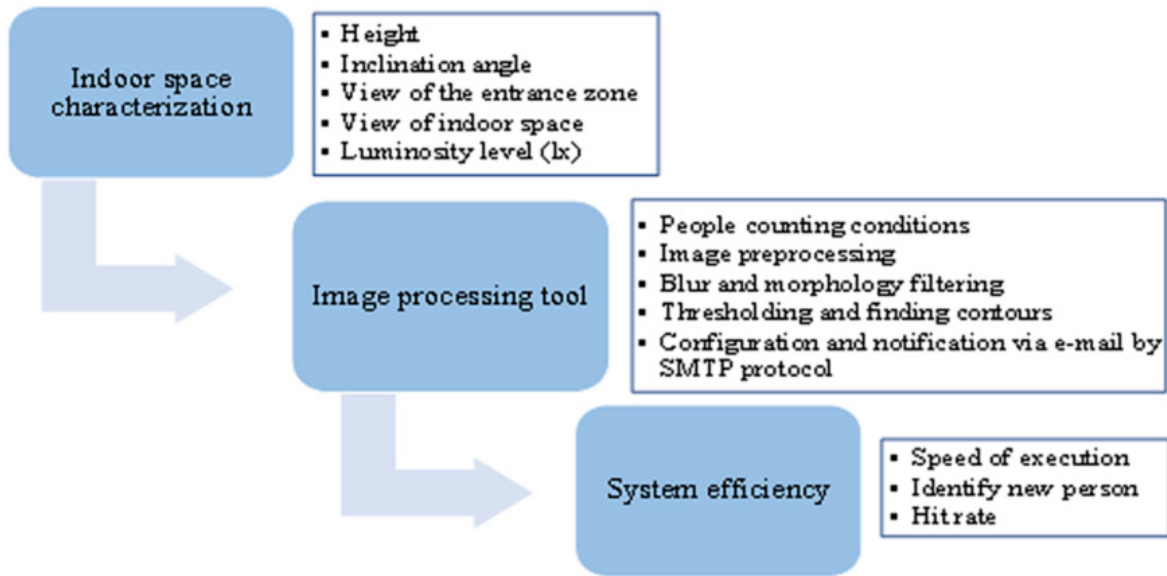 Indoor space
characterization
▪ Height
▪ Inclination angle
▪ View of the entrance zone
▪ View of indoor space
▪ Luminosity level (lx)
Image processing tool
▪ People counting conditions
▪ Image preprocessing
▪ Blur and morphology filtering
▪ Thresholding and finding contours
▪ Configuration and notification via e-mail by
SMTP protocol
System efficiency
▪ Speed of execution
▪ Identify new person
▪ Hit rate